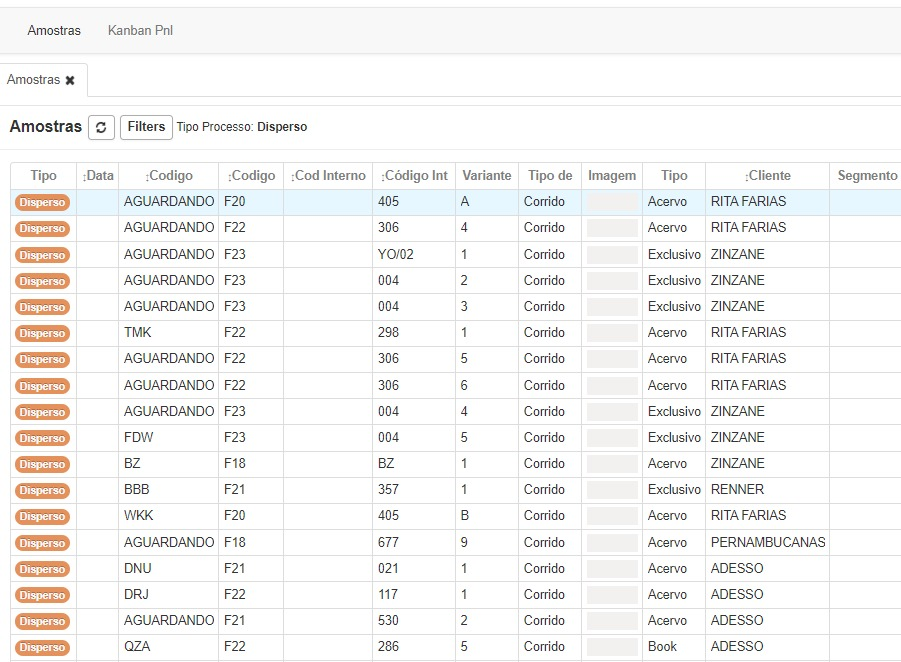 Amostras Kanban Pnl
Amostras ✖
Amostras Filters Tipo Processo: Disperso
Tipo :Data :Codigo :Codigo :Cod Interno :Código Int Variante Tipo de Imagem Tipo :Cliente Segmento
Disperso AGUARDANDO F20 405 A Corrido Acervo RITA FARIAS
Disperso AGUARDANDO F22 306 4 Corrido Acervo RITA FARIAS
Disperso AGUARDANDO F23 YO/02 1 Corrido Exclusivo ZINZANE
Disperso AGUARDANDO F23 004 2 Corrido Exclusivo ZINZANE
Disperso AGUARDANDO F23 004 3 Corrido Exclusivo ZINZANE
Disperso TMK F22 298 1 Corrido Acervo RITA FARIAS
Disperso AGUARDANDO F22 306 5 Corrido Acervo RITA FARIAS
Disperso AGUARDANDO F22 306 6 Corrido Acervo RITA FARIAS
Disperso AGUARDANDO F23 004 4 Corrido Exclusivo ZINZANE
Disperso FDW F23 004 5 Corrido Exclusivo ZINZANE
Disperso BZ F18 BZ 1 Corrido Acervo ZINZANE
Disperso BBB F21 357 1 Corrido Exclusivo RENNER
Disperso WKK F20 405 B Corrido Acervo RITA FARIAS
Disperso AGUARDANDO F18 677 9 Corrido Acervo PERNAMBUCANAS
Disperso DNU F21 021 1 Corrido Acervo ADESSO
Disperso DRJ F22 117 1 Corrido Acervo ADESSO
Disperso AGUARDANDO F21 530 2 Corrido Acervo ADESSO
Disperso QZA F22 286 5 Corrido Book ADESSO